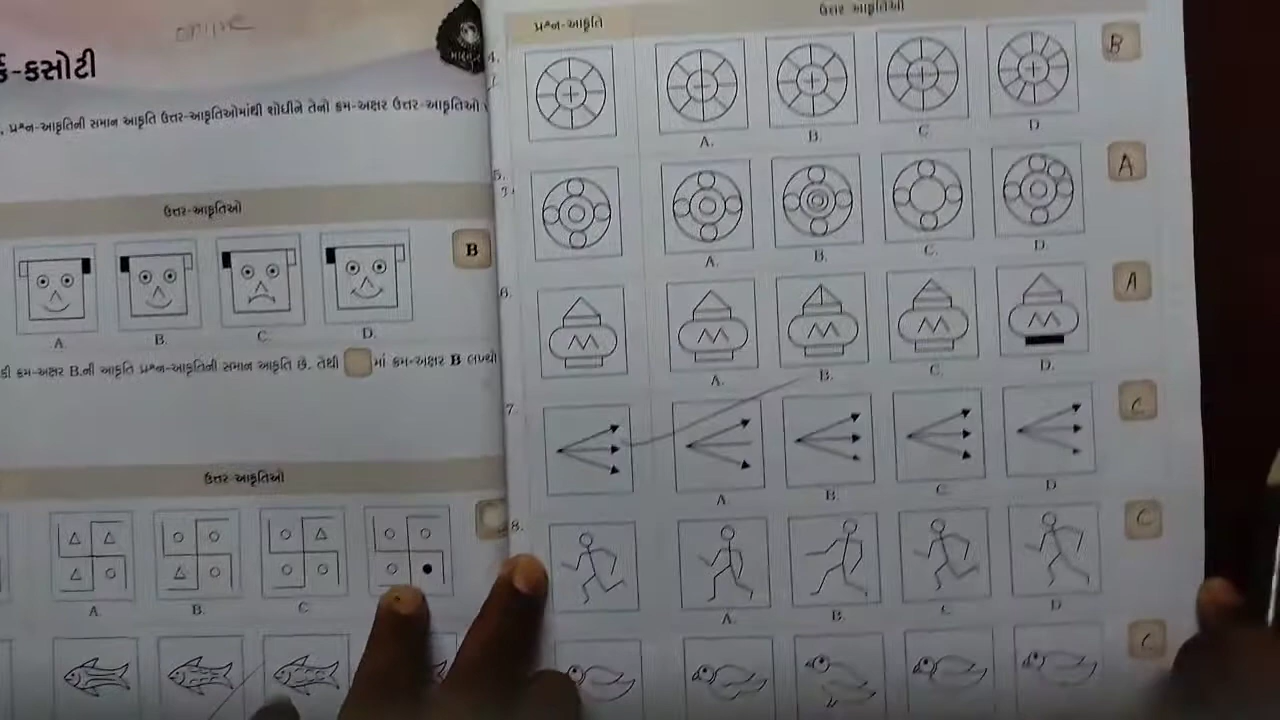 ર્ક-કસોટી
. પ્રશ્ન-આકૃતિની સમાન આકૃતિ ઉત્તર-આકૃતિઓમાંથી શોધીને તેનો ક્રમ-અક્ષર ઉત્તર-આકૃતિઓ
ઉત્તર-આકૃતિઓ
B
A. B. C. D.
ક્રમ-અક્ષર B.ની આકૃતિ પ્રશ્ન-આકૃતિની સમાન આકૃતિ છે. તેથી માં ક્રમ-અક્ષર B લખ્યો
ઉત્તર-આકૃતિઓ
A. B. C D.
પ્રશ્ન-આકૃતિ ઉત્તર આકૃતિઓ
4. B
A. B. C. D
5. A
A. B. C. D.
6. A
A. B. C. D.
7. C
A. B. C. D
8. C
A. B. C D
C